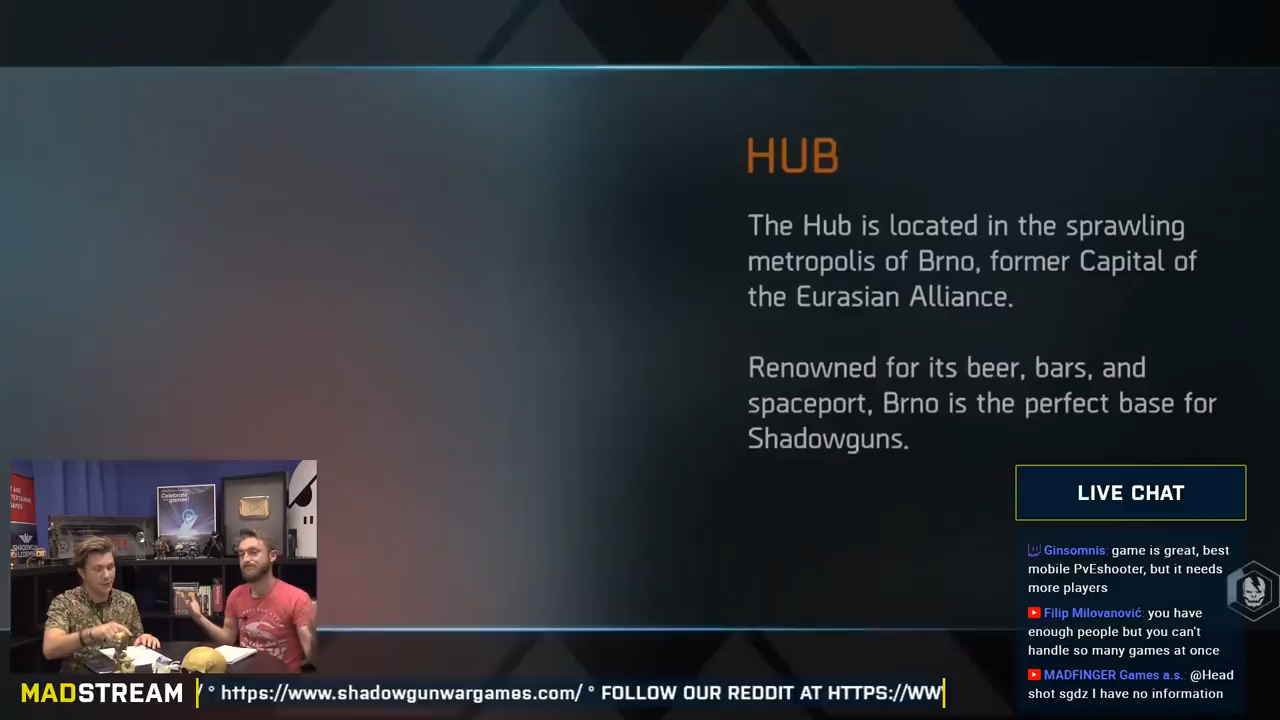 HUB
The Hub is located in the sprawling
metropolis of Brno, former Capital of
the Eurasian Alliance.
Renowned for its beer, bars, and
spaceport, Brno is the perfect base for
Shadowguns.
LIVE CHAT
Ginsomnis: game is great, best
mobile PvEshooter, but it needs
more players
Filip Milovanović: you have
enough people but you can't
handle so many games at once
MADFINGER Games a.s.: @Head
shot sgdz I have no information
Celebrate
games!
MADSTREAM / ° https://www.shadowgunwargames.com/ ° FOLLOW OUR REDDIT AT HTTPS://WW